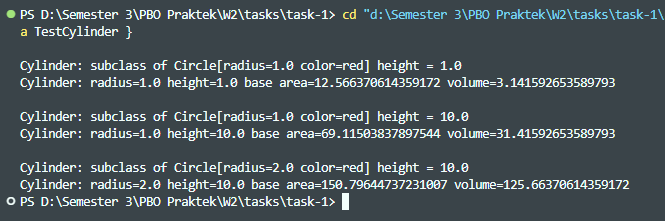 PS D:\Semester 3\PBO Praktek\W2\tasks\task-1> cd "d:\Semester 3\PBO Praktek\W2\tasks\task-1\
a TestCylinder }
Cylinder: subclass of Circle[radius=1.0 color=red] height = 1.0
Cylinder: radius=1.0 height=1.0 base area=12.566370614359172 volume=3.141592653589793
Cylinder: subclass of Circle[radius=1.0 color=red] height = 10.0
Cylinder: radius=1.0 height=10.0 base area=69.11503837897544 volume=31.41592653589793
Cylinder: subclass of Circle[radius=2.0 color=red] height = 10.0
Cylinder: radius=2.0 height=10.0 base area=150.79644737231007 volume=125.66370614359172
PS D:\Semester 3\PBO Praktek\W2\tasks\task-1>